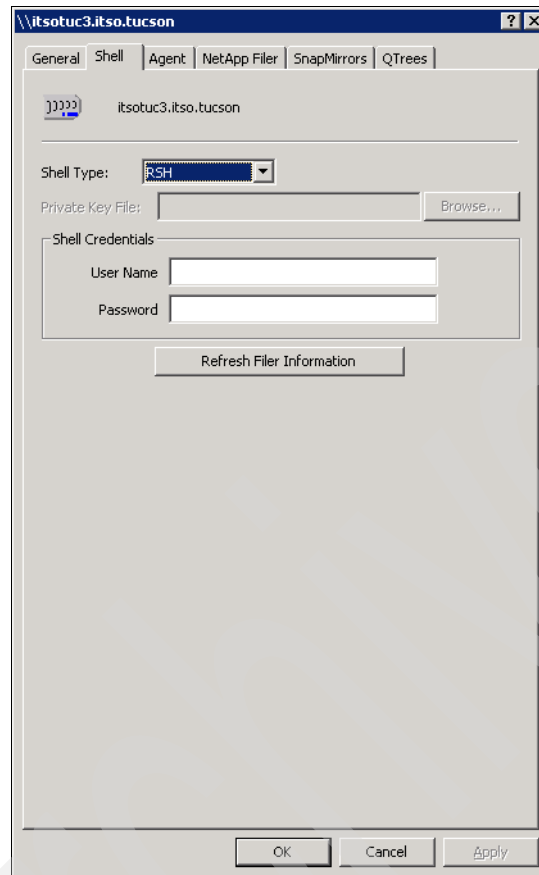 \\itsotuc3.itso.tucson
General Shell Agent NetApp Filer SnapMirrors QTrees
itsotuc3.itso.tucson
Shell Type: RSH
Private Key File: Browse...
Shell Credentials
User Name
Password
Refresh Filer Information
OK Cancel Apply